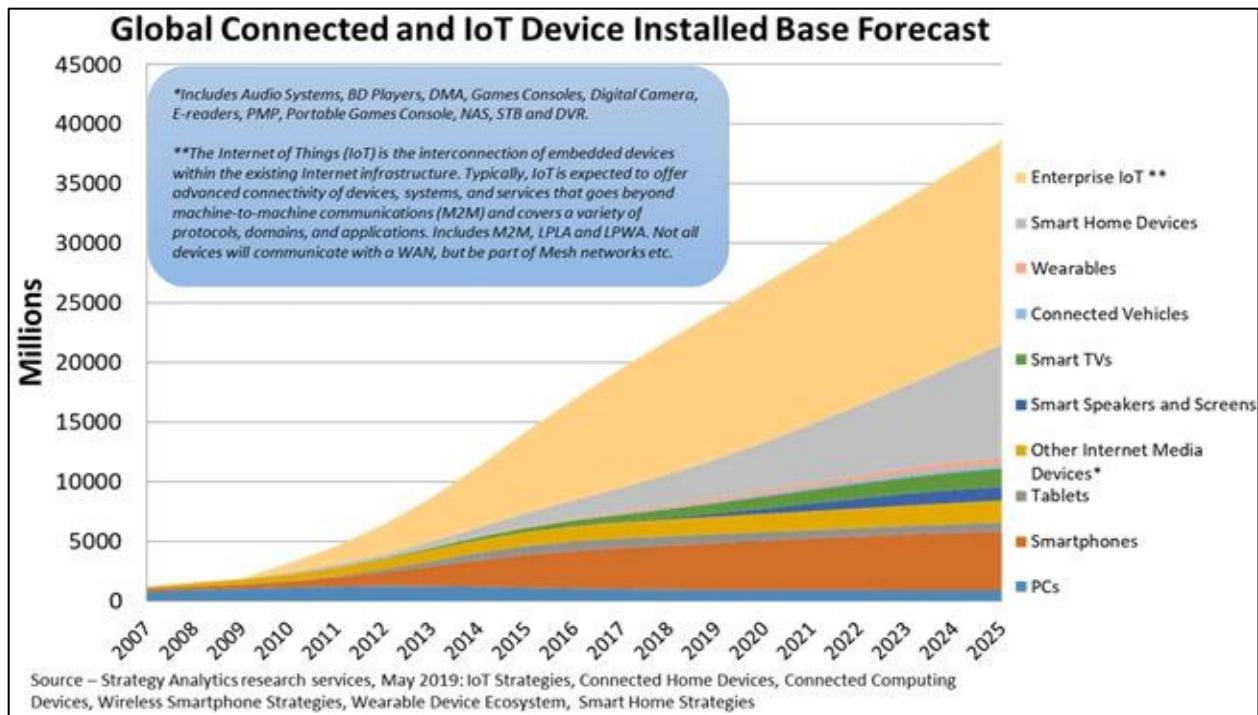 Global Connected and IoT Device Installed Base Forecast
45000
40000
35000
30000
25000
20000
15000
10000
5000
0
Millions
*Includes Audio Systems, BD Players, DMA, Games Consoles, Digital Camera,
E-readers, PMP, Portable Games Console, NAS, STB and DVR.
**The Internet of Things (IoT) is the interconnection of embedded devices
within the existing Internet infrastructure. Typically, IoT is expected to offer
advanced connectivity of devices, systems, and services that goes beyond
machine-to-machine communications (M2M) and covers a variety of
protocols, domains, and applications. Includes M2M, LPLA and LPWA. Not all
devices will communicate with a WAN, but be part of Mesh networks etc.
Enterprise IoT **
Smart Home Devices
Wearables
Connected Vehicles
Smart TVs
Smart Speakers and Screens
Other Internet Media
Devices*
Tablets
Smartphones
PCs
2007
2008
2009
2010
2011
2012
2013
2014
2015
2016
2017
2018
2019
2020
2021
2022
2023
2024
2025
Source – Strategy Analytics research services, May 2019: IoT Strategies, Connected Home Devices, Connected Computing
Devices, Wireless Smartphone Strategies, Wearable Device Ecosystem, Smart Home Strategies